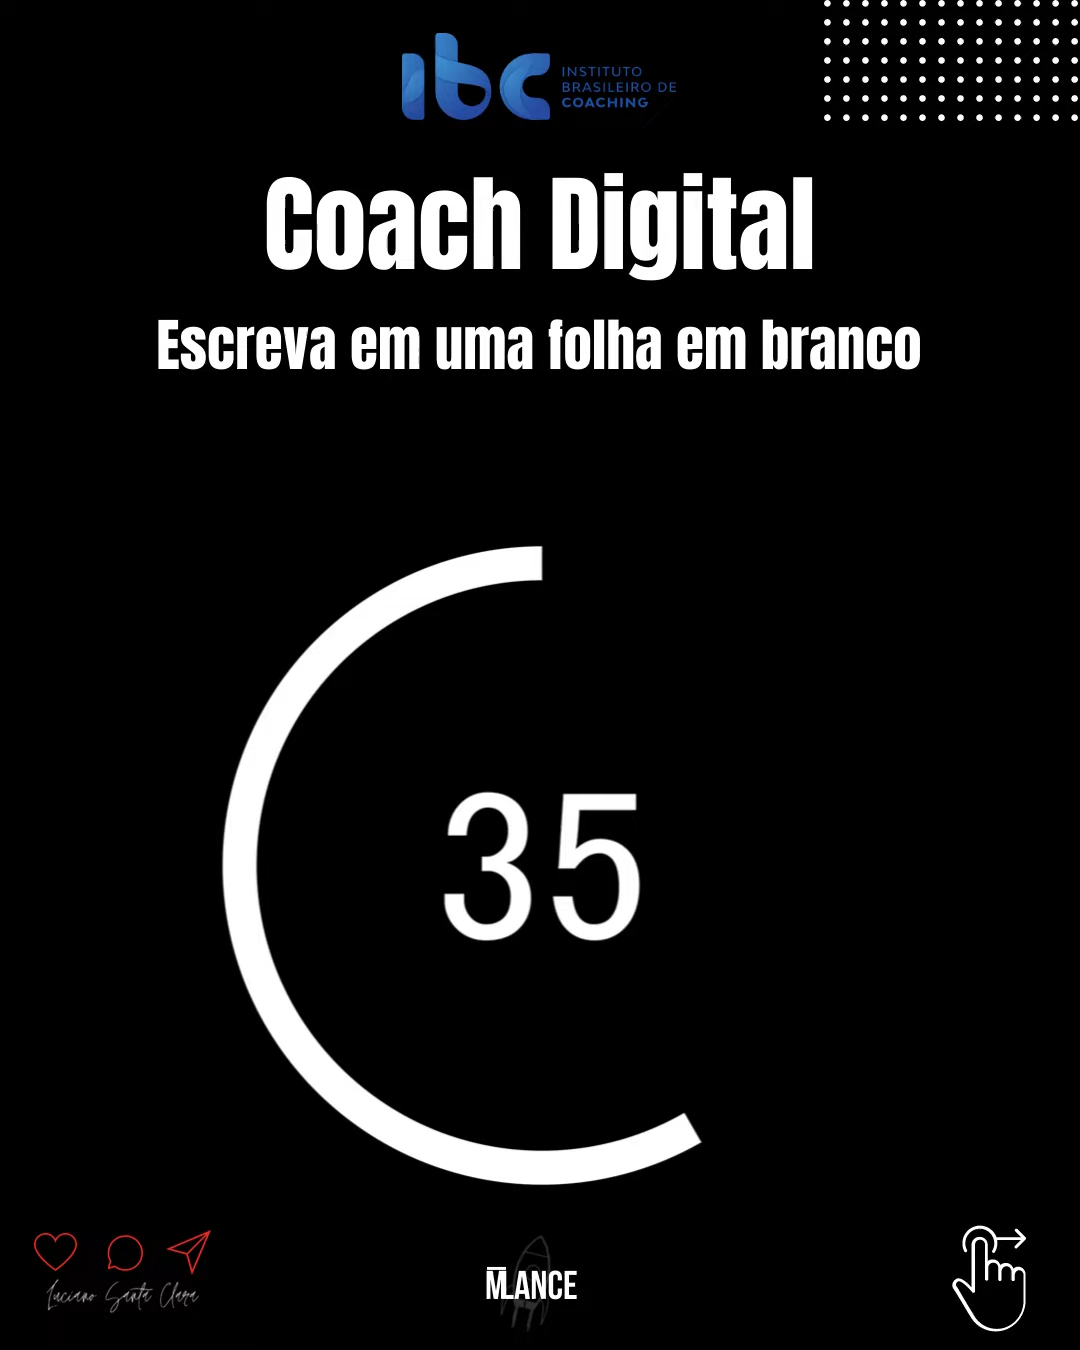 ibc
INSTITUTO
BRASILEIRO DE
COACHING
Coach Digital
Escreva em uma folha em branco
35
Luciano Santa Clara
MLANCE